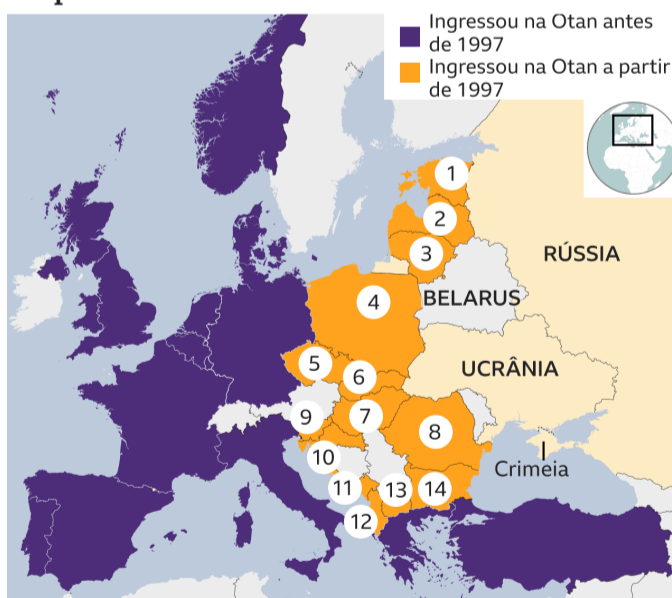 Ingressou na Otan antes
de 1997
Ingressou na Otan a partir
de 1997
1
2
3
RÚSSIA
BELARUS
4
5
6
UCRÂNIA
7
8
9
10
Crimeia
11
12
13
14